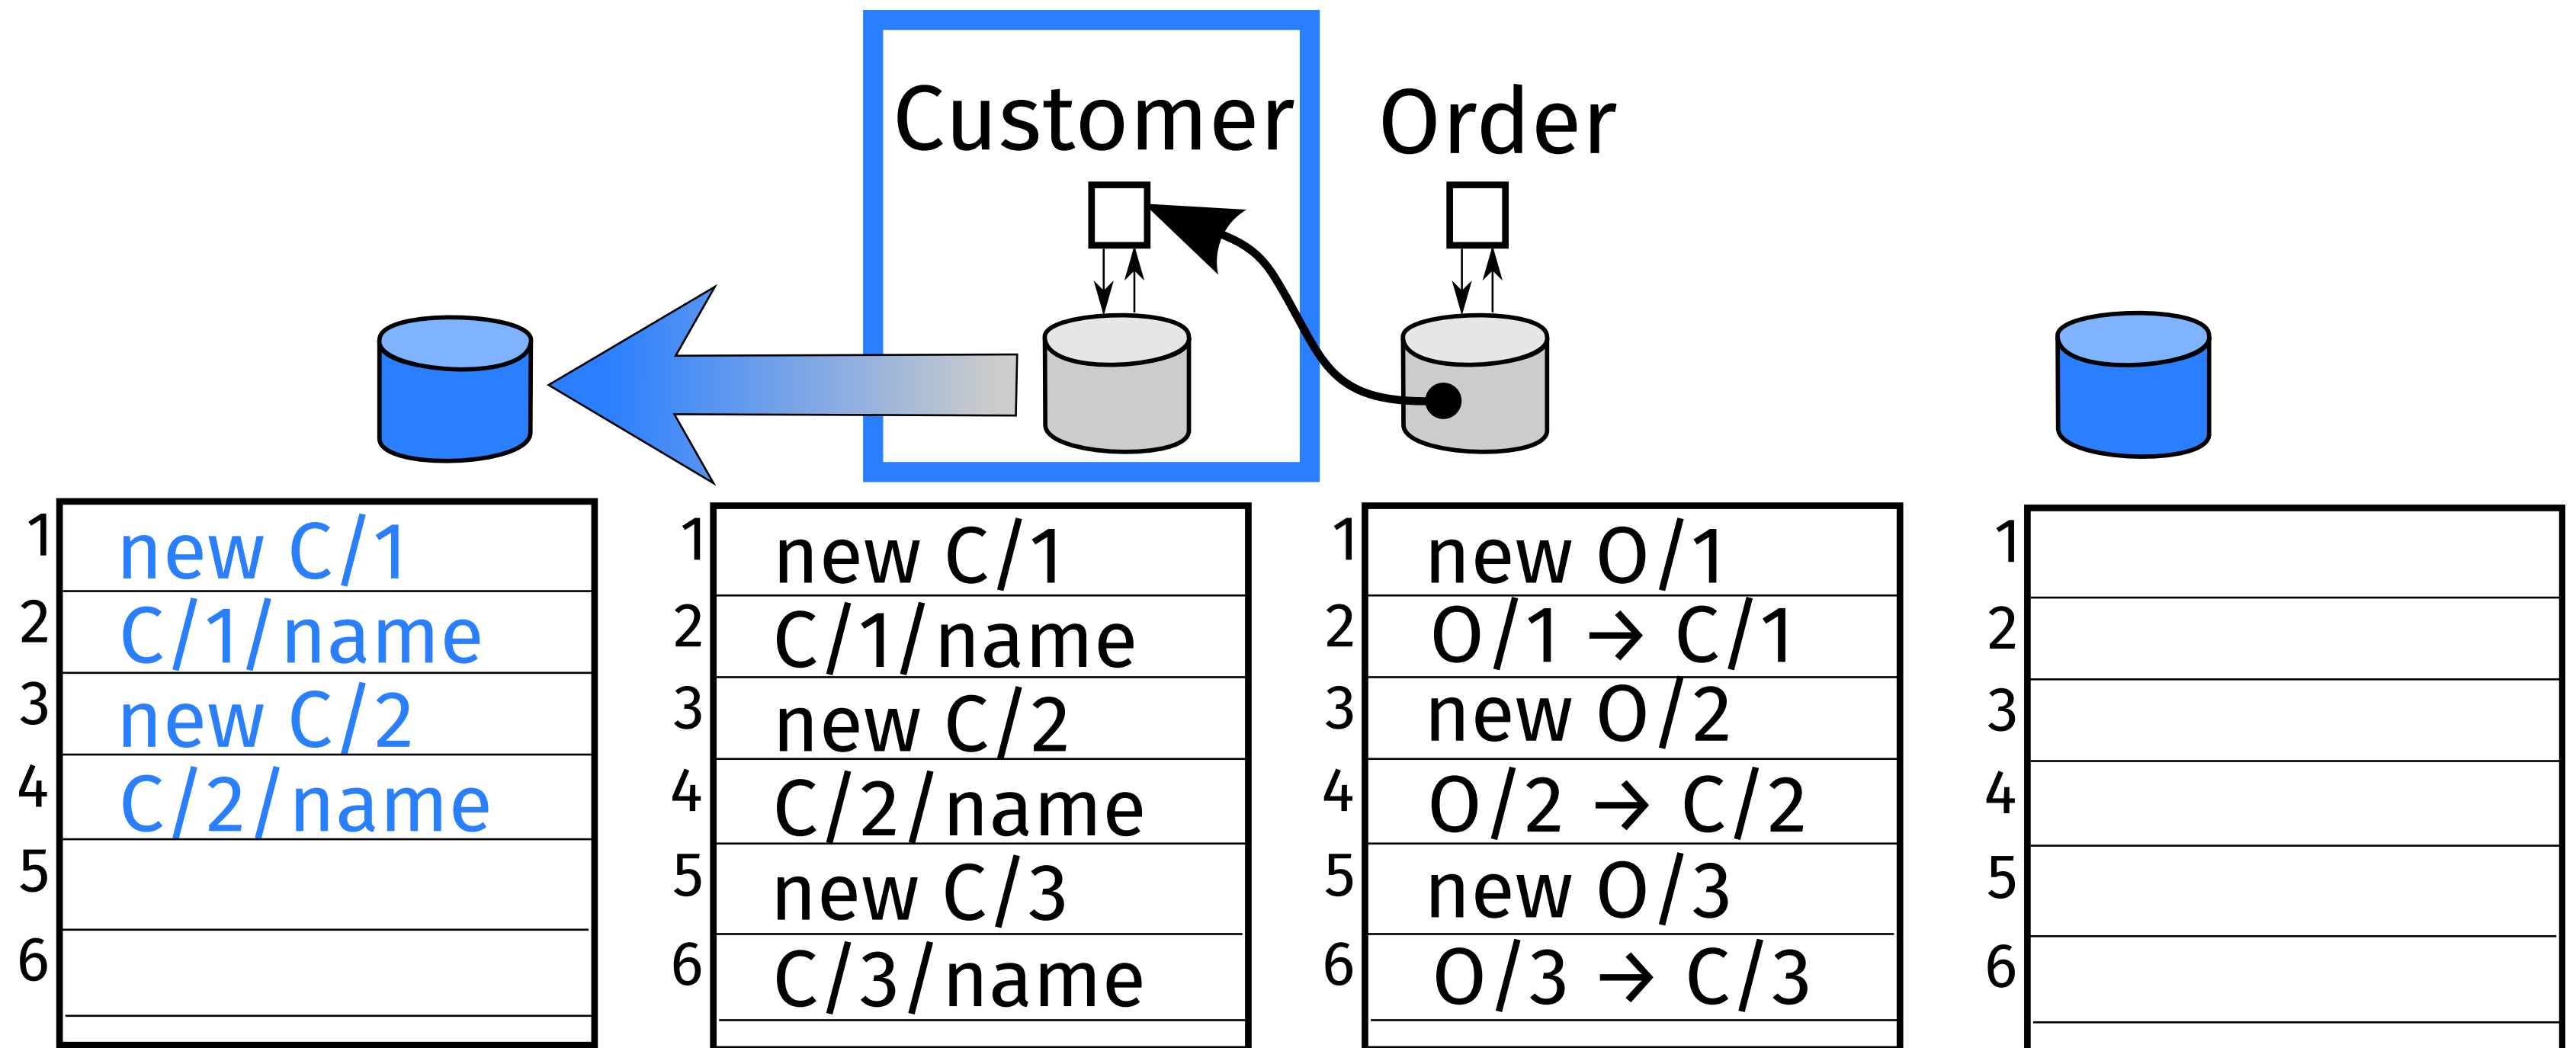 Customer
Order
1 new C/1
2 C/1/name
3 new C/2
4 C/2/name
5
6
1 new C/1
2 C/1/name
3 new C/2
4 C/2/name
5 new C/3
6 C/3/name
1 new O/1
2 O/1 → C/1
3 new O/2
4 O/2 → C/2
5 new O/3
6 O/3 → C/3
1
2
3
4
5
6